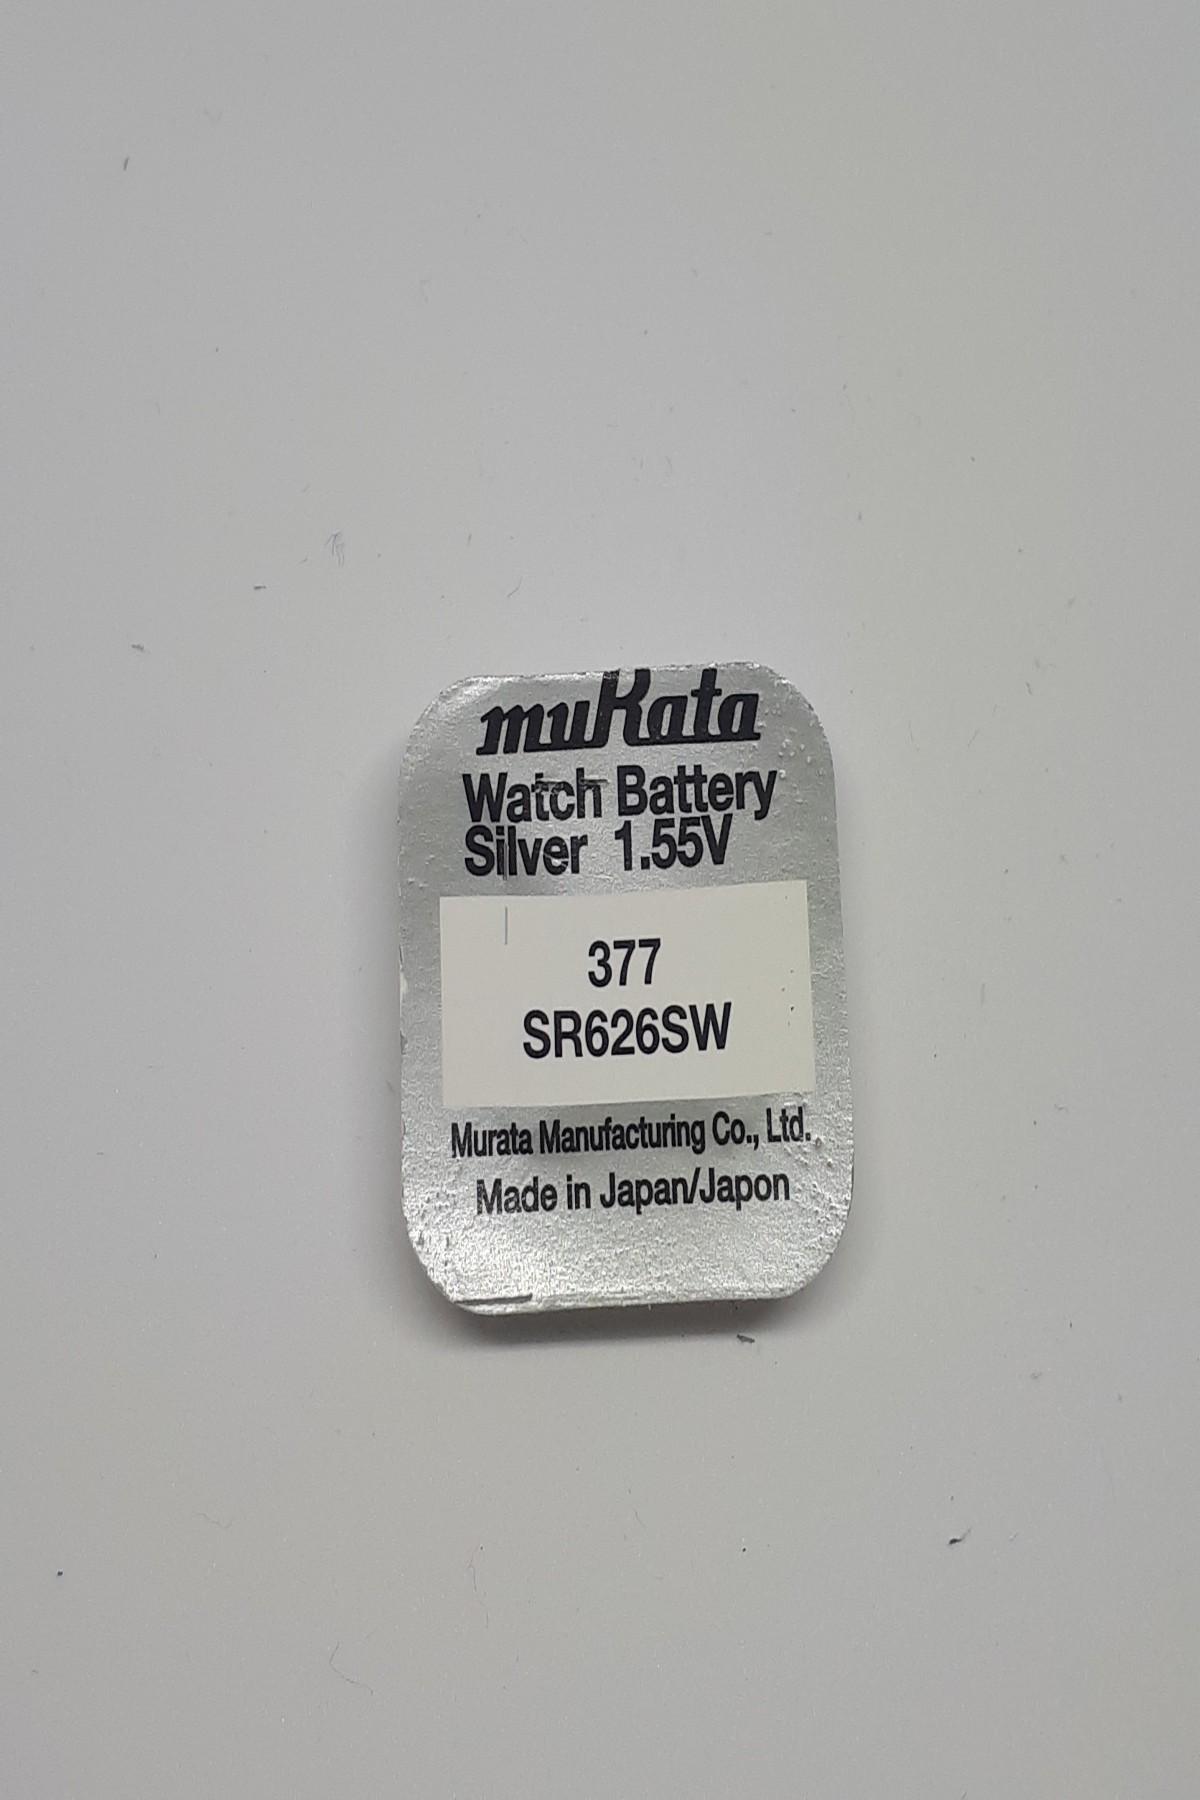 muRata
Watch Battery
Silver 1.55V
377
SR626SW
Murata Manufacturing Co., Ltd.
Made in Japan/Japon